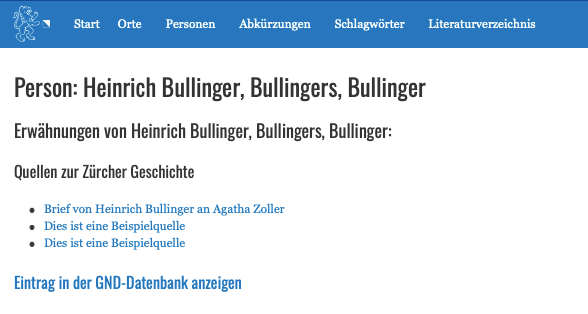 Start Orte Personen Abkürzungen Schlagwörter Literaturverzeichnis
Person: Heinrich Bullinger, Bullingers, Bullinger
Erwähnungen von Heinrich Bullinger, Bullingers, Bullinger:
Quellen zur Zürcher Geschichte
Brief von Heinrich Bullinger an Agatha Zoller
Dies ist eine Beispielquelle
Dies ist eine Beispielquelle
Eintrag in der GND-Datenbank anzeigen